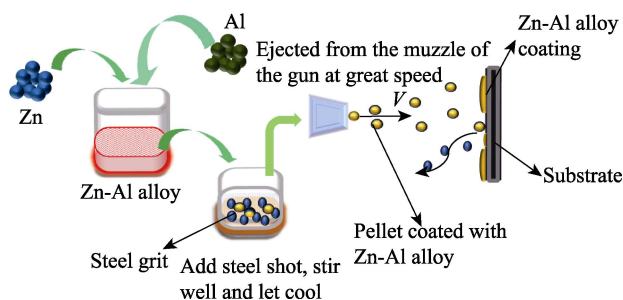 Zn
Al
Zn-Al alloy
Steel grit
Add steel shot, stir
well and let cool
Ejected from the muzzle of
the gun at great speed
V
Pellet coated with
Zn-Al alloy
Zn-Al alloy
coating
Substrate